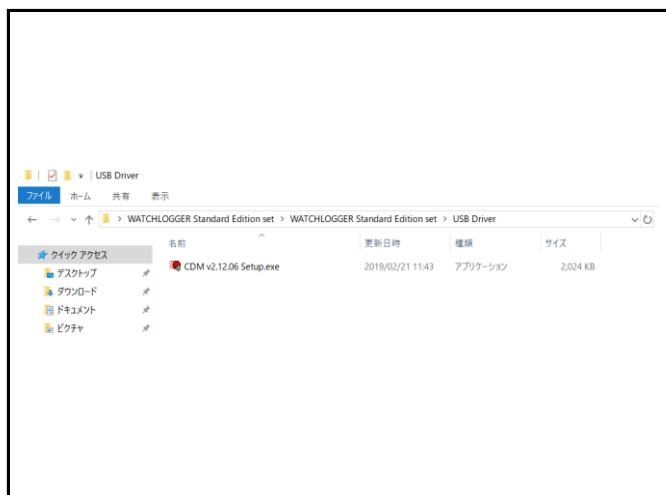 USB Driver
ファイル ホーム 共有 表示
WATCHLOGGER Standard Edition set > WATCHLOGGER Standard Edition set > USB Driver
名前 更新日時 種類 サイズ
クイック アクセス
CDM v2.12.06 Setup.exe 2019/02/21 11:43 アプリケーション 2,024 KB
デスクトップ
ダウンロード
ドキュメント
ピクチャ